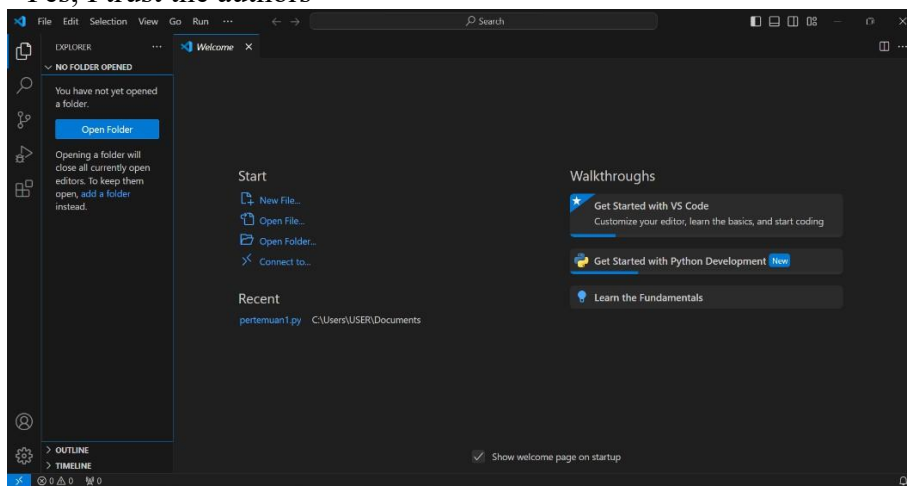 Yes, I trust the authors
File Edit Selection View Go Run ... Search
EXPLORER ...
NO FOLDER OPENED
You have not yet opened
a folder.
Open Folder
Opening a folder will
close all currently open
editors. To keep them
open, add a folder
instead.
OUTLINE
TIMELINE
Welcome
Start
New File...
Open File...
Open Folder...
Connect to...
Recent
pertemuan1.py C:\Users\USER\Documents
Walkthroughs
Get Started with VS Code
Customize your editor, learn the basics, and start coding
Get Started with Python Development New
Learn the Fundamentals
Show welcome page on startup
0 0 0